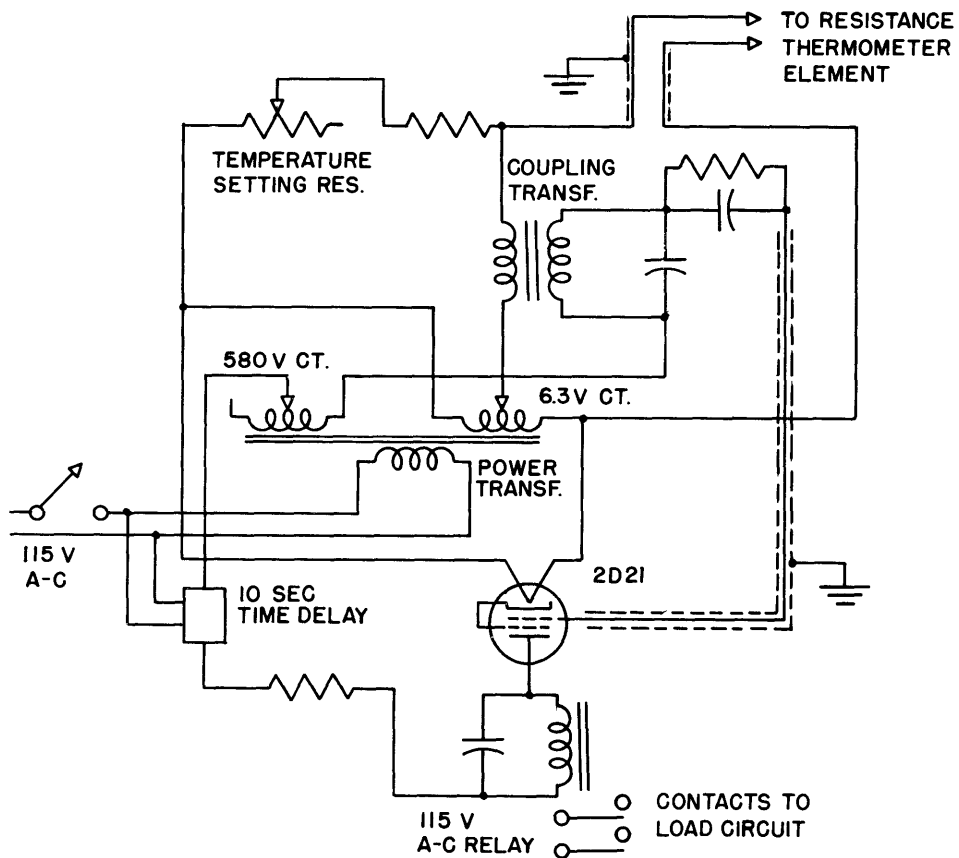 TO RESISTANCE
THERMOMETER
ELEMENT
TEMPERATURE
SETTING RES.
COUPLING
TRANSF.
580 V CT.
6.3 V CT.
POWER
TRANSF.
115 V
A-C
10 SEC
TIME DELAY
2D21
115 V
A-C RELAY
CONTACTS TO
LOAD CIRCUIT